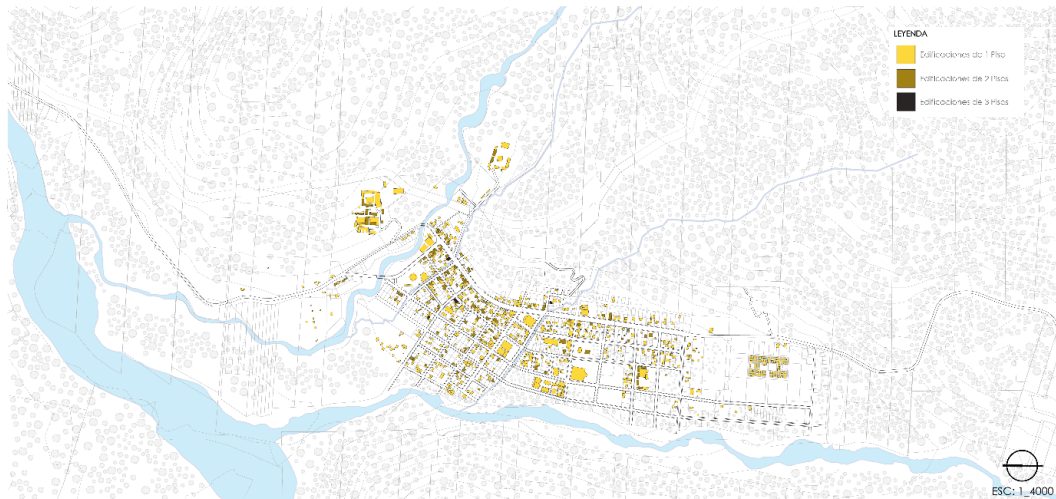 LEYENDA
Edificaciones de 1 Piso
Edificaciones de 2 Pisos
Edificaciones de 3 Pisos
ESC: 1_4000